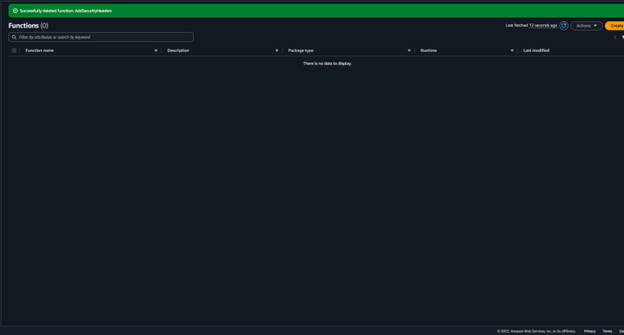 Successfully deleted function: AddSecurityHeaders
Functions (0)
Last fetched 12 seconds ago
Actions
Create
Filter by attributes or search by keyword
Function name
Description
Package type
Runtime
Last modified
There is no data to display.
© 2025, Amazon Web Services, Inc. or its affiliates.
Privacy
Terms